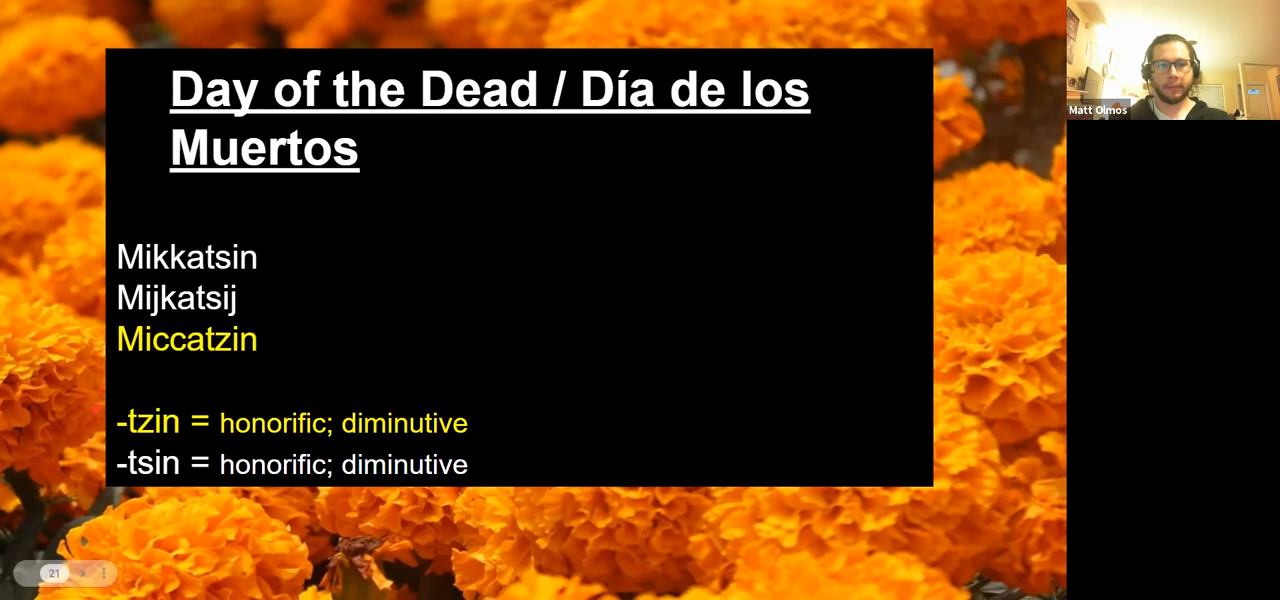 Day of the Dead / Día de los
Muertos
Mikkatsin
Mijkatsij
Miccatzin
-tzin = honorific; diminutive
-tsin = honorific; diminutive
Matt Olmos
21